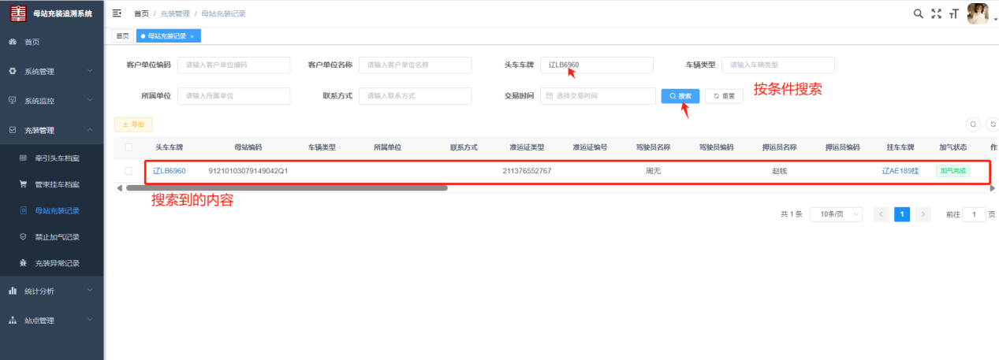 母站充装追溯系统
首页 / 充装管理 / 母站充装记录
首页
母站充装记录 ×
首页
系统管理
系统监控
充装管理
牵引头车档案
管束挂车档案
母站充装记录
禁止加气记录
充装异常记录
统计分析
站点管理
客户单位编码 请输入客户单位编码 客户单位名称 请输入客户单位名称 头车车牌 辽LB6960 车辆类型 请输入车辆类型
所属单位 请输入所属单位 联系方式 请输入联系方式 交易时间 选择交易时间 搜索 重置
按条件搜索
导出
头车车牌 母站编码 车辆类型 所属单位 联系方式 准运证类型 准运证编号 驾驶员名称 驾驶员编码 押运员名称 押运员编码 挂车车牌 加气状态
辽LB6960 91210103079149042Q1 211376552767 周无 赵钱 辽AE189挂 加气完成
搜索到的内容
共 1 条 10条/页 1 前往 1 页